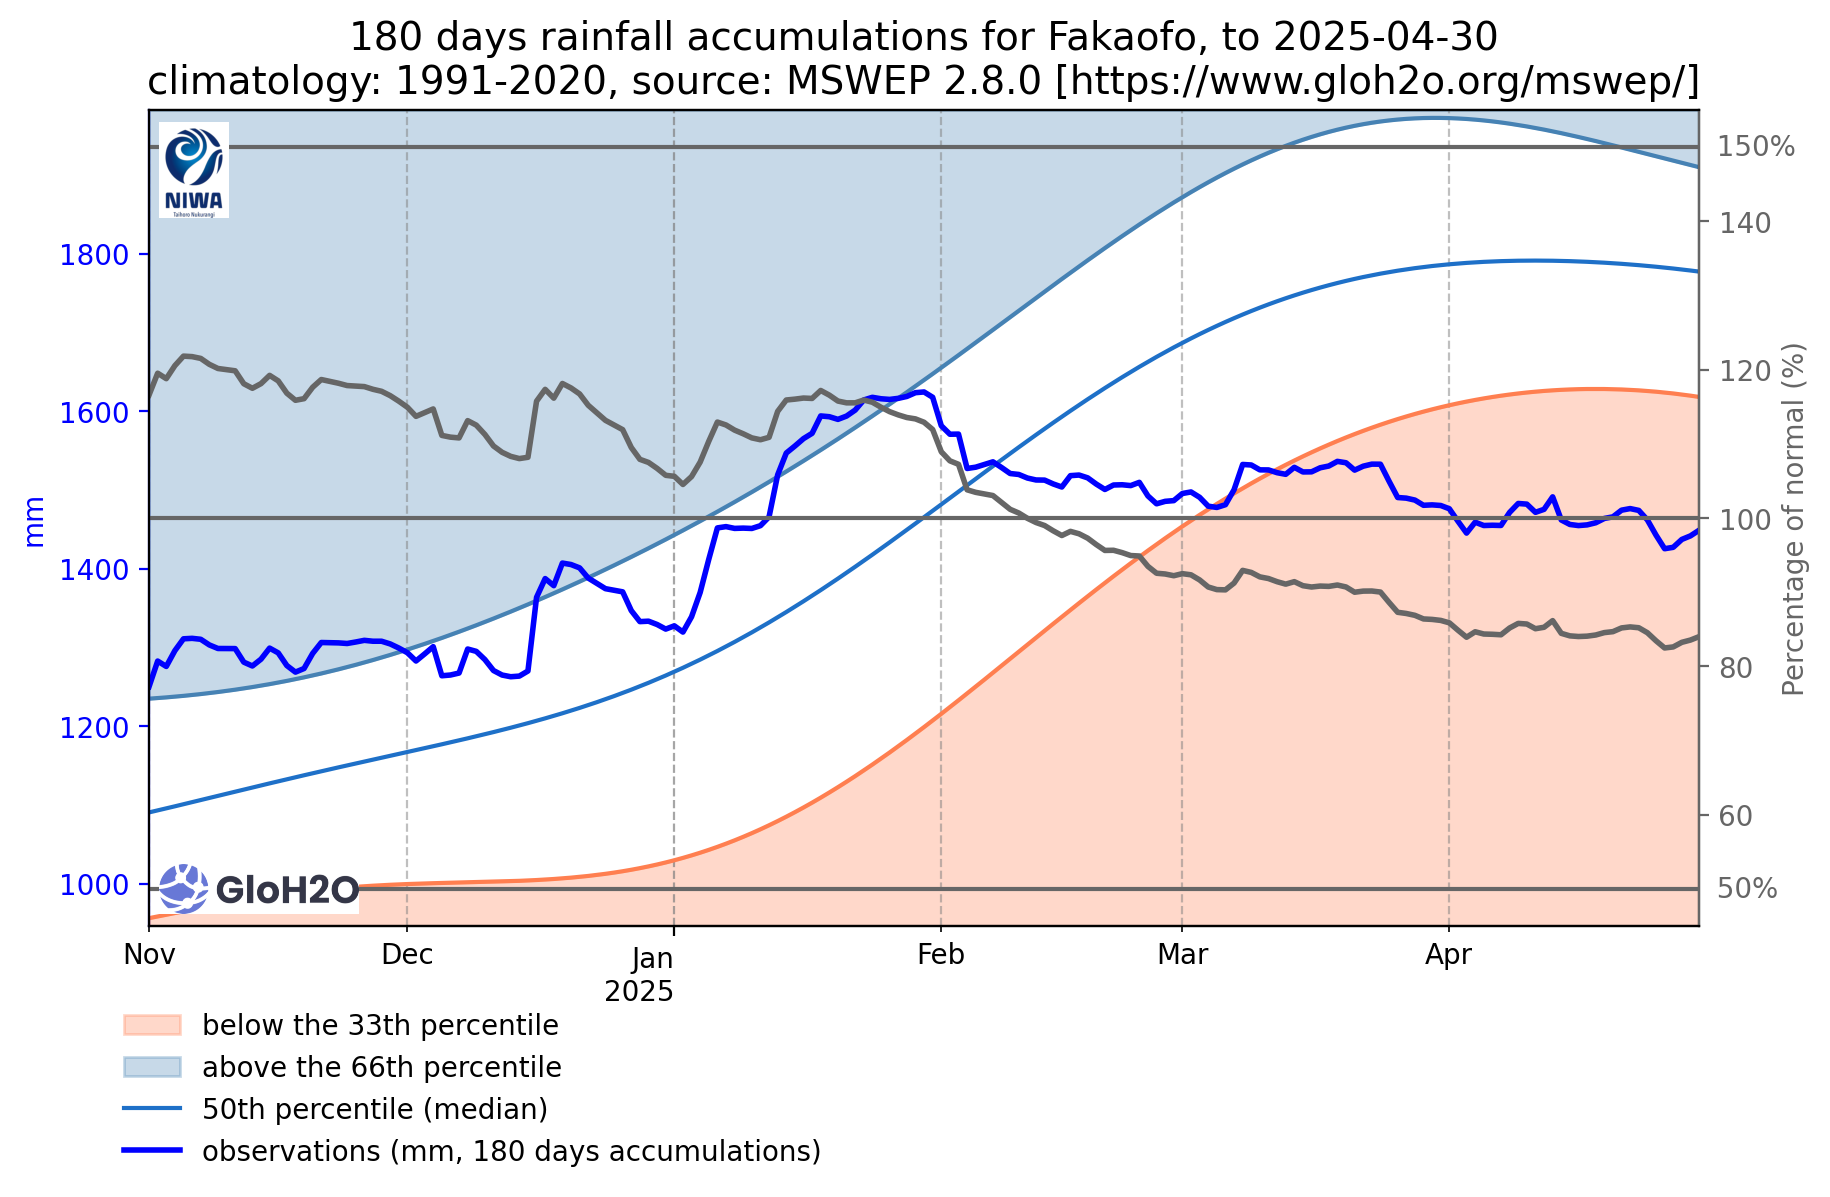 180 days rainfall accumulations for Fakaofo, to 2025-04-30
climatology: 1991-2020, source: MSWEP 2.8.0 [https://www.gloh2o.org/mswep/]
NIWA
Taihoro Nukurangi
mm
1800
1600
1400
1200
1000
150%
140
120
100
80
60
50%
Percentage of normal (%)
GloH2O
Nov
Dec
Jan
2025
Feb
Mar
Apr
below the 33th percentile
above the 66th percentile
50th percentile (median)
observations (mm, 180 days accumulations)